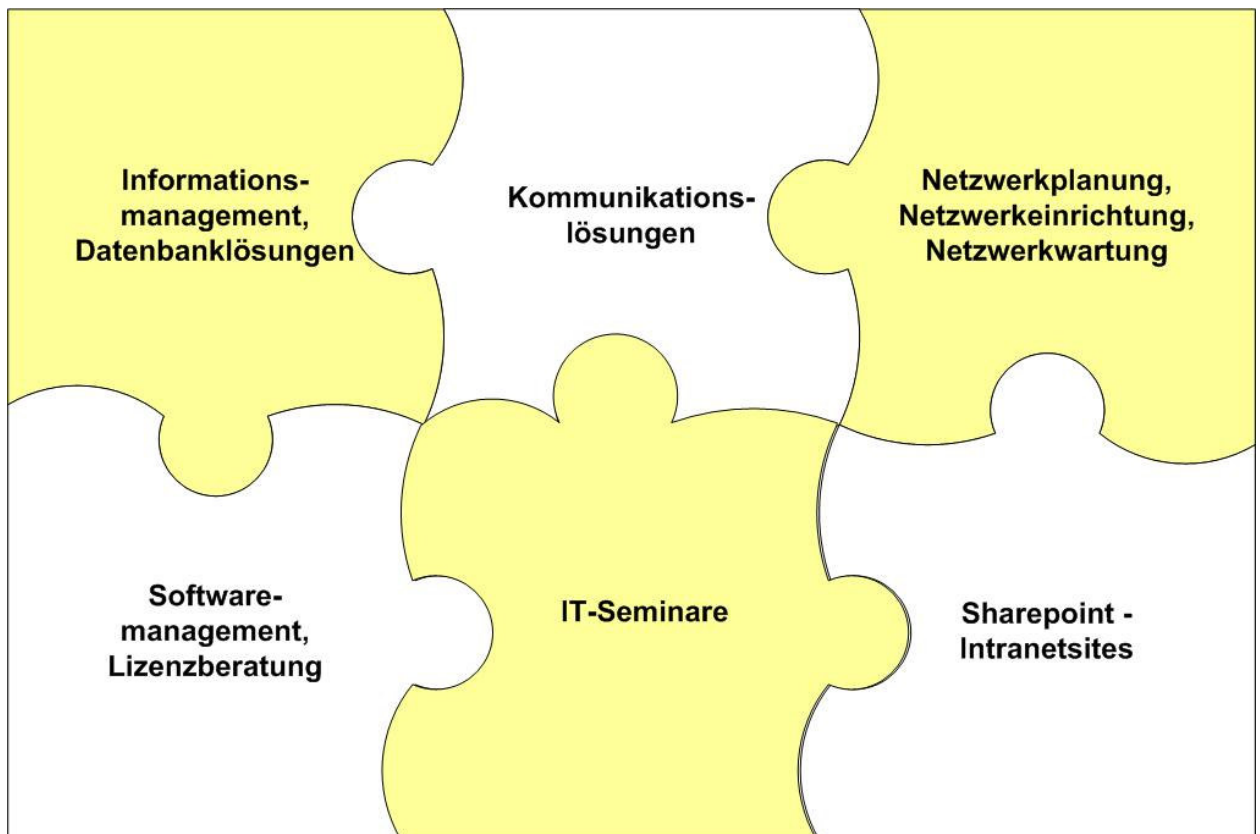 Informations-
management,
Datenbanklösungen
Kommunikations-
lösungen
Netzwerkplanung,
Netzwerkeinrichtung,
Netzwerkwartung
Software-
management,
Lizenzberatung
IT-Seminare
Sharepoint -
Intranetsites